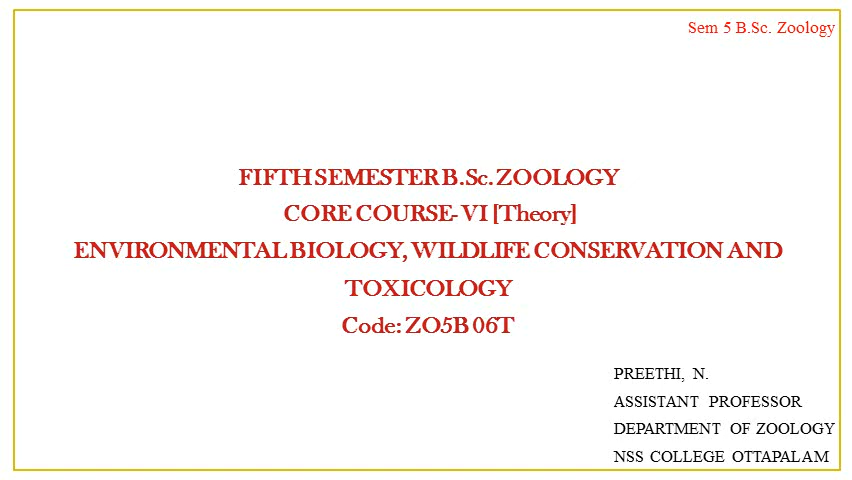 Sem 5 B.Sc. Zoology
FIFTH SEMESTER B.Sc. ZOOLOGY
CORE COURSE- VI [Theory]
ENVIRONMENTAL BIOLOGY, WILDLIFE CONSERVATION AND
TOXICOLOGY
Code: ZO5B 06T
PREETHI, N.
ASSISTANT PROFESSOR
DEPARTMENT OF ZOOLOGY
NSS COLLEGE OTTAPALAM